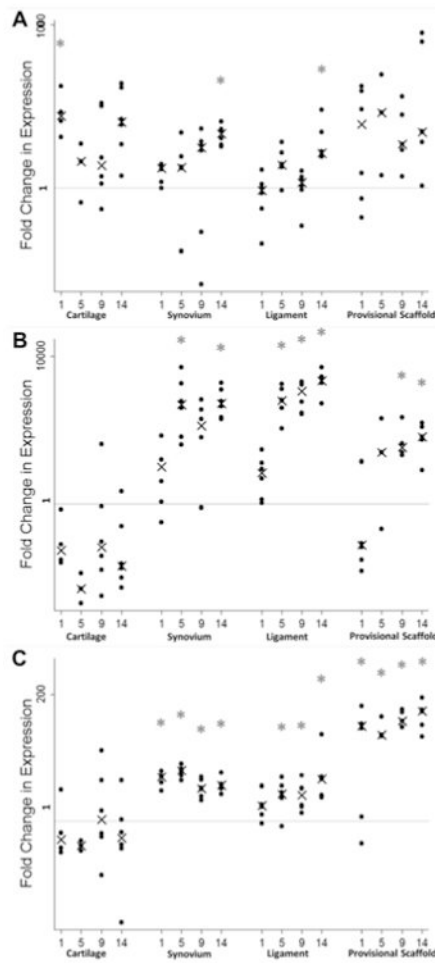 A
1000
1
Fold Change in Expression
* * *
1 5 9 14 1 5 9 14 1 5 9 14 1 5 9 14
Cartilage Synovium Ligament Provisional Scaffold
B
10000
1
Fold Change in Expression
* * * * * * *
1 5 9 14 1 5 9 14 1 5 9 14 1 5 9 14
Cartilage Synovium Ligament Provisional Scaffold
C
200
1
Fold Change in Expression
* * * * * * * * * * *
1 5 9 14 1 5 9 14 1 5 9 14 1 5 9 14
Cartilage Synovium Ligament Provisional Scaffold